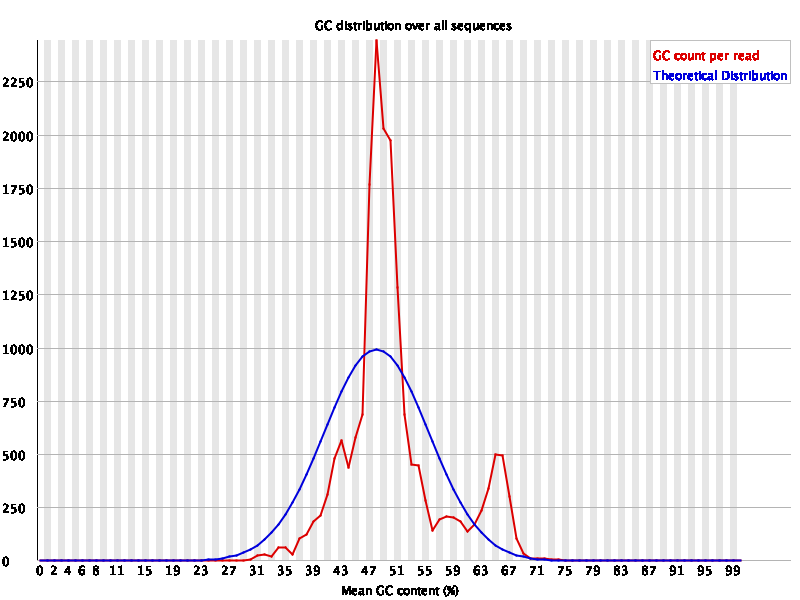 GC distribution over all sequences
GC count per read
Theoretical Distribution
2250
2000
1750
1500
1250
1000
750
500
250
0
0 2 4 6 8 11 15 19 23 27 31 35 39 43 47 51 55 59 63 67 71 75 79 83 87 91 95 99
Mean GC content (%)